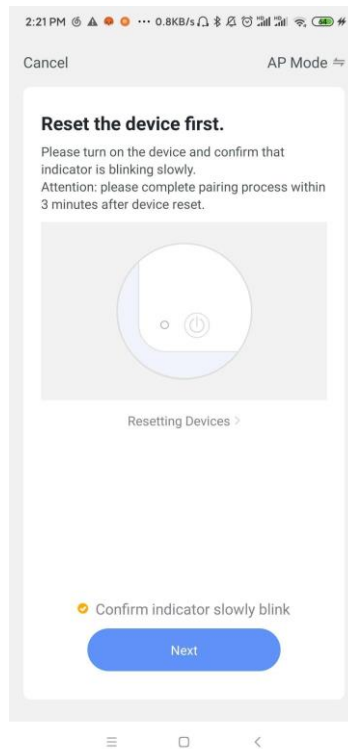 2:21 PM ··· 0.8KB/s
Cancel AP Mode
Reset the device first.
Please turn on the device and confirm that
indicator is blinking slowly.
Attention: please complete pairing process within
3 minutes after device reset.
Resetting Devices >
Confirm indicator slowly blink
Next